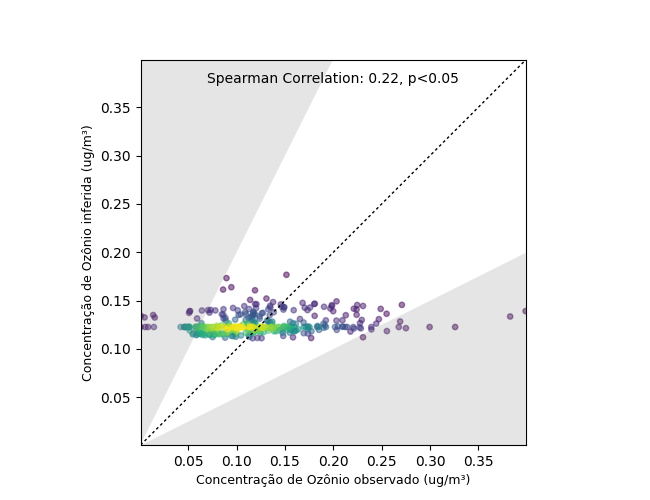 Spearman Correlation: 0.22, p<0.05
0.35
0.30
0.25
0.20
0.15
0.10
0.05
Concentração de Ozônio inferida (ug/m³)
0.05 0.10 0.15 0.20 0.25 0.30 0.35
Concentração de Ozônio observado (ug/m³)